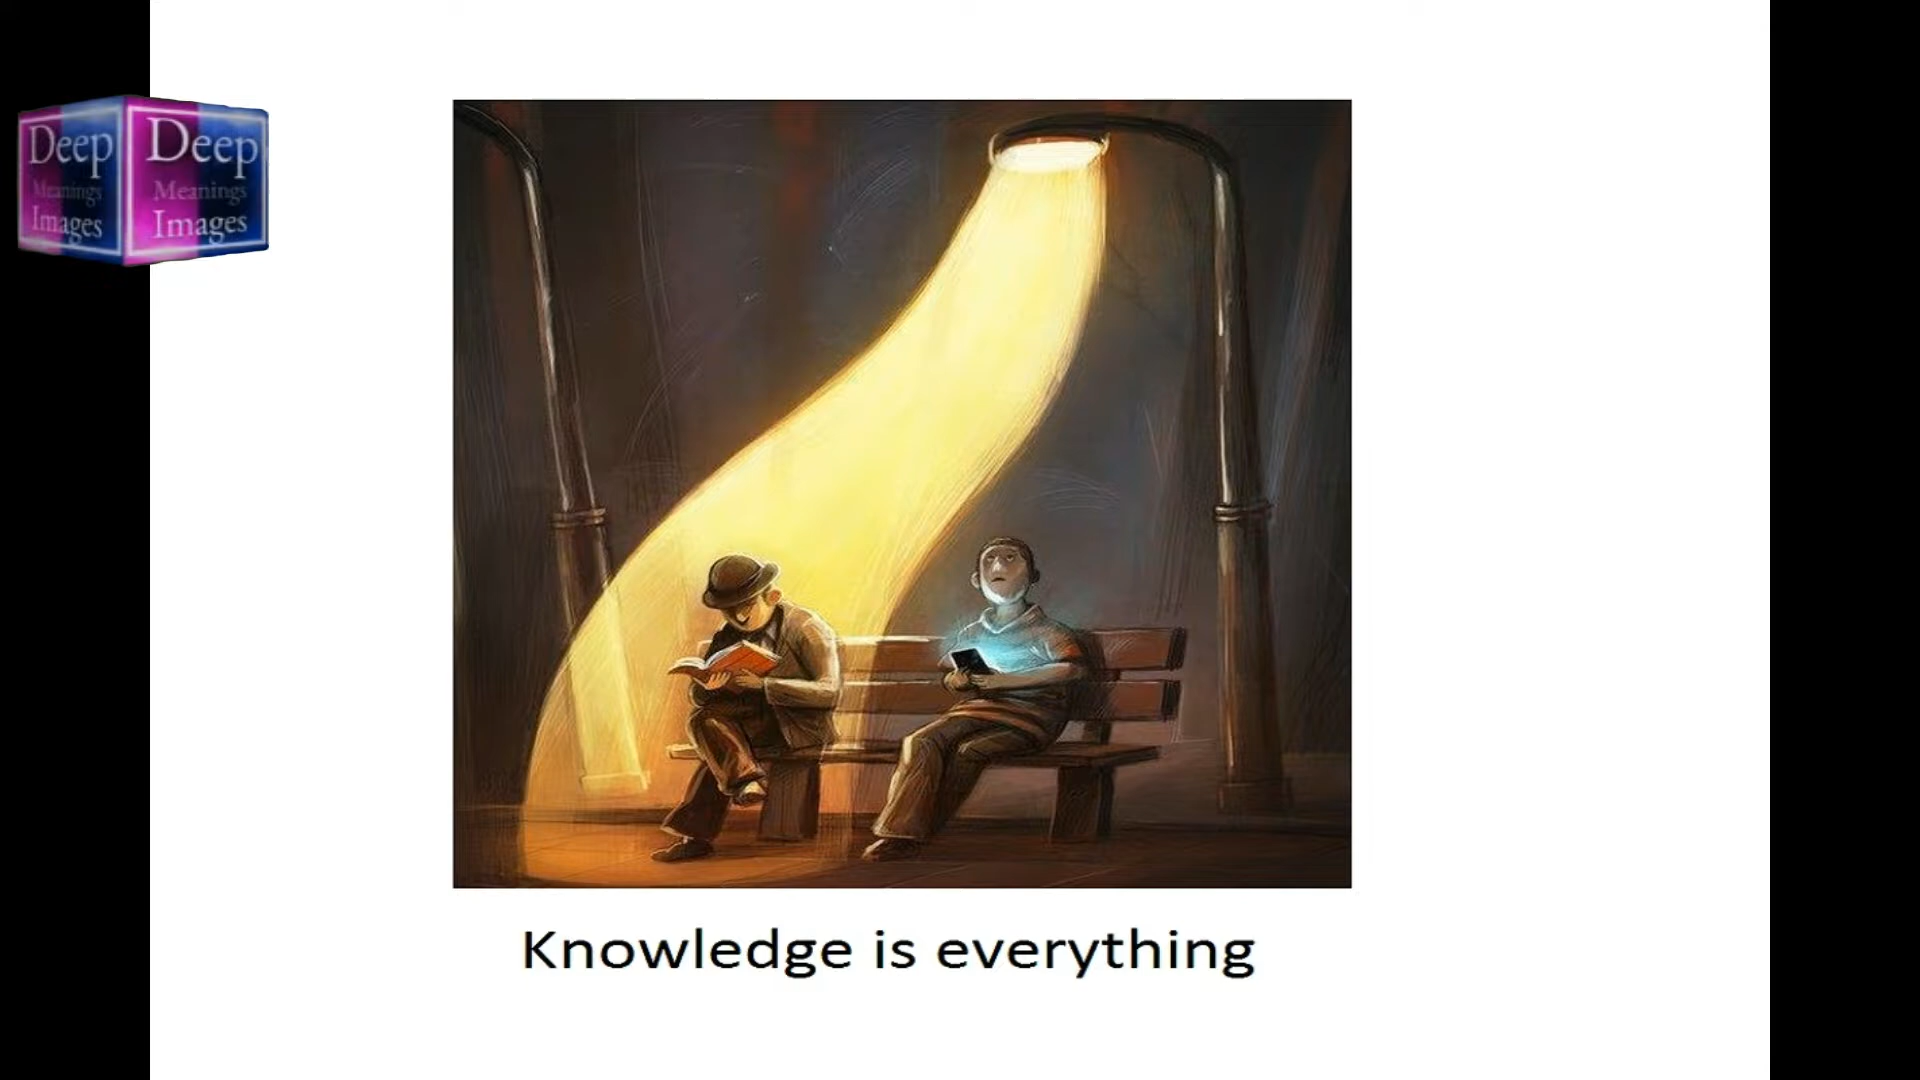 Deep
Meanings
Images
Deep
Meanings
Images
Knowledge is everything